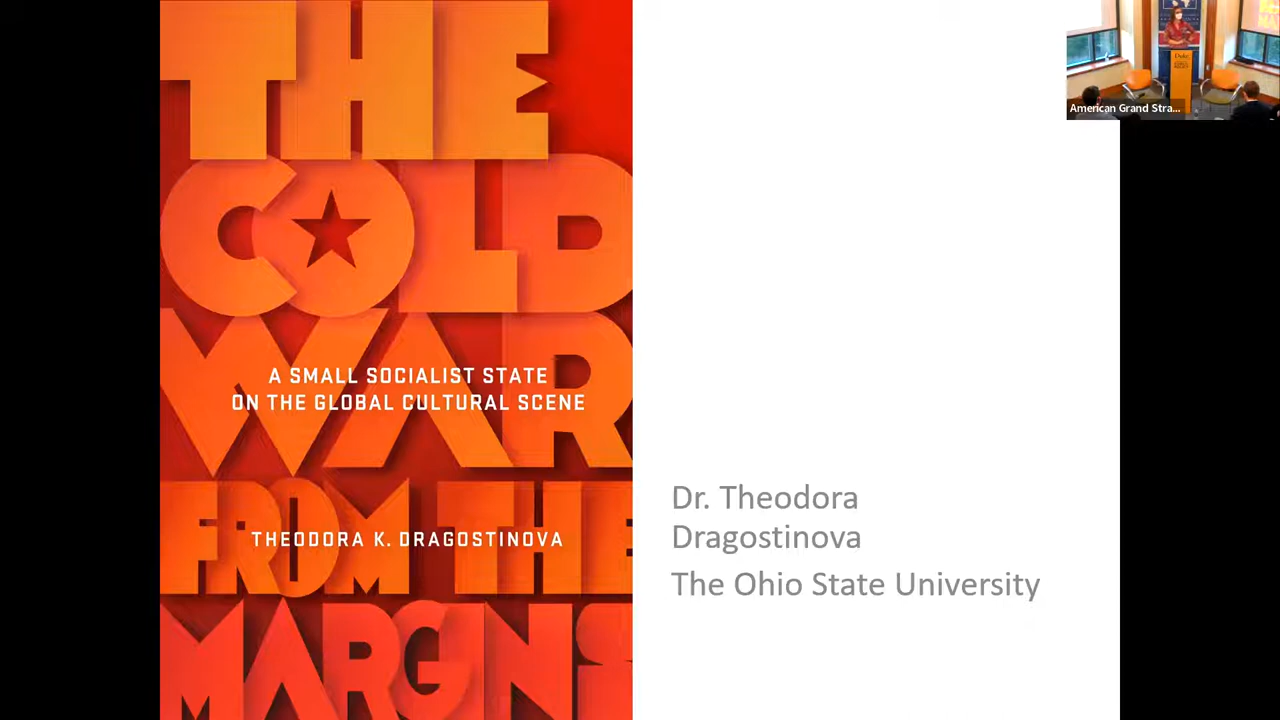 THE
COLD
WAR
A SMALL SOCIALIST STATE
ON THE GLOBAL CULTURAL SCENE
FROM THE
THEODORA K. DRAGOSTINOVA
MARGINS
Dr. Theodora
Dragostinova
The Ohio State University
American Grand Stra...
Duke